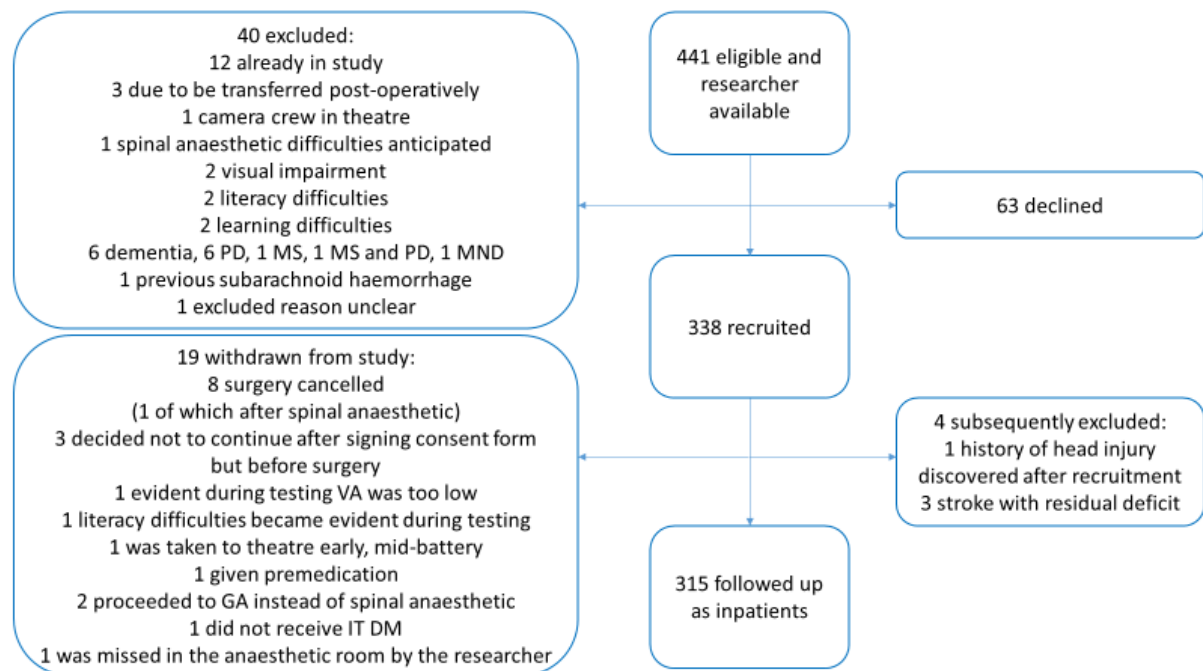 40 excluded:
12 already in study
3 due to be transferred post-operatively
1 camera crew in theatre
1 spinal anaesthetic difficulties anticipated
2 visual impairment
2 literacy difficulties
2 learning difficulties
6 dementia, 6 PD, 1 MS, 1 MS and PD, 1 MND
1 previous subarachnoid haemorrhage
1 excluded reason unclear
441 eligible and
researcher
available
63 declined
338 recruited
19 withdrawn from study:
8 surgery cancelled
(1 of which after spinal anaesthetic)
3 decided not to continue after signing consent form
but before surgery
1 evident during testing VA was too low
1 literacy difficulties became evident during testing
1 was taken to theatre early, mid-battery
1 given premedication
2 proceeded to GA instead of spinal anaesthetic
1 did not receive IT DM
1 was missed in the anaesthetic room by the researcher
4 subsequently excluded:
1 history of head injury
discovered after recruitment
3 stroke with residual deficit
315 followed up
as inpatients